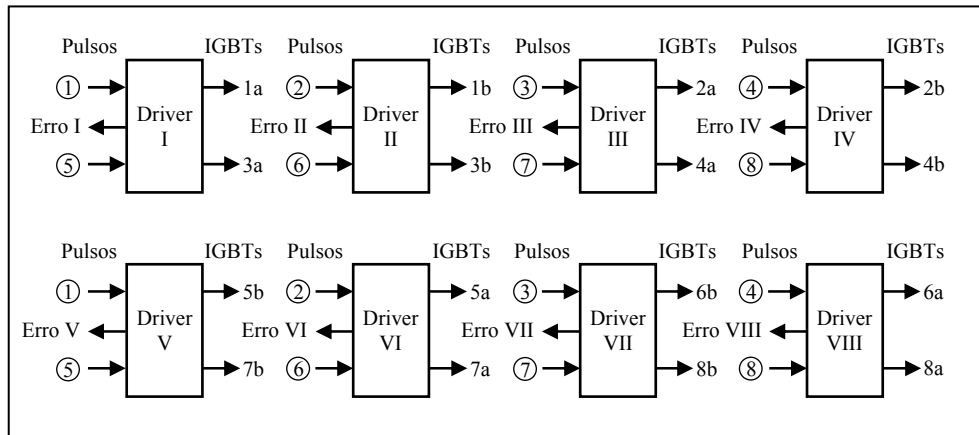 Pulsos IGBTs Pulsos IGBTs Pulsos IGBTs Pulsos IGBTs
1 1a 2 1b 3 2a 4 2b
Erro I Driver I Erro II Driver II Erro III Driver III Erro IV Driver IV
5 3a 6 3b 7 4a 8 4b
Pulsos IGBTs Pulsos IGBTs Pulsos IGBTs Pulsos IGBTs
1 5b 2 5a 3 6b 4 6a
Erro V Driver V Erro VI Driver VI Erro VII Driver VII Erro VIII Driver VIII
5 7b 6 7a 7 8b 8 8a